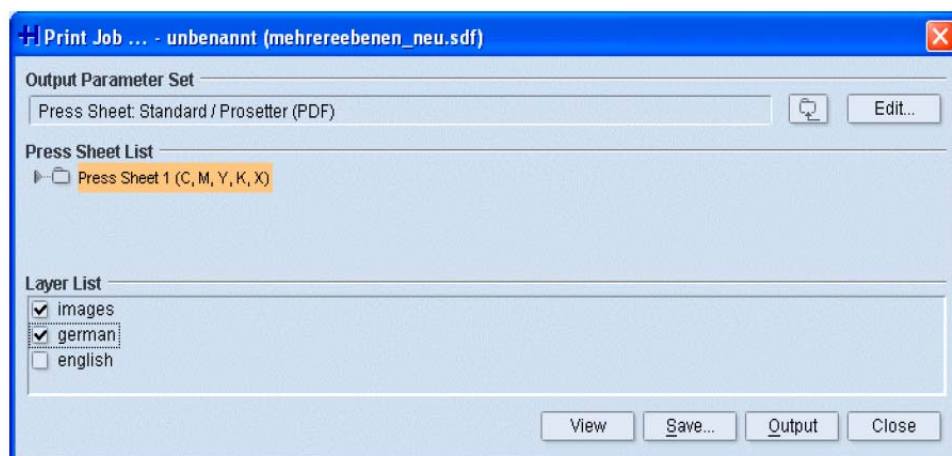 Print Job ... - unbenannt (mehrereebenen_neu.sdf)
Output Parameter Set
Press Sheet: Standard / Prosetter (PDF)
Edit...
Press Sheet List
Press Sheet 1 (C, M, Y, K, X)
Layer List
images
german
english
View Save... Output Close